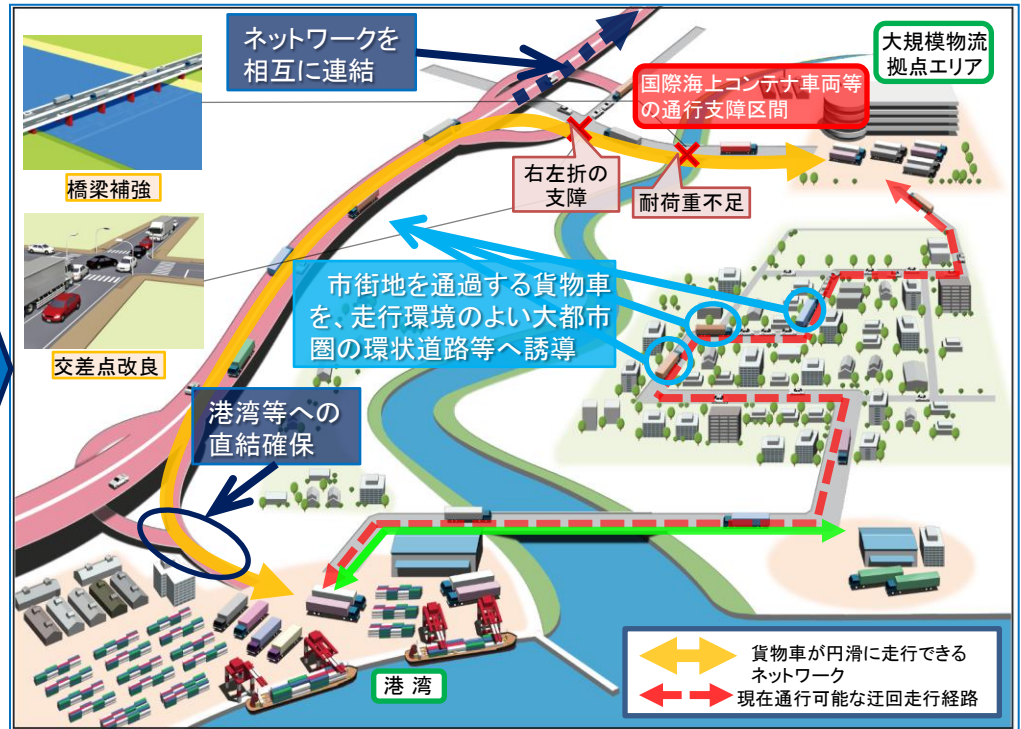 ネットワークを
相互に連結
大規模物流
拠点エリア
国際海上コンテナ車両等
の通行支障区間
橋梁補強
右左折の
支障
耐荷重不足
市街地を通過する貨物車
を、走行環境のよい大都市
圏の環状道路等へ誘導
交差点改良
港湾等への
直結確保
港 湾
貨物車が円滑に走行できる
ネットワーク
現在通行可能な迂回走行経路